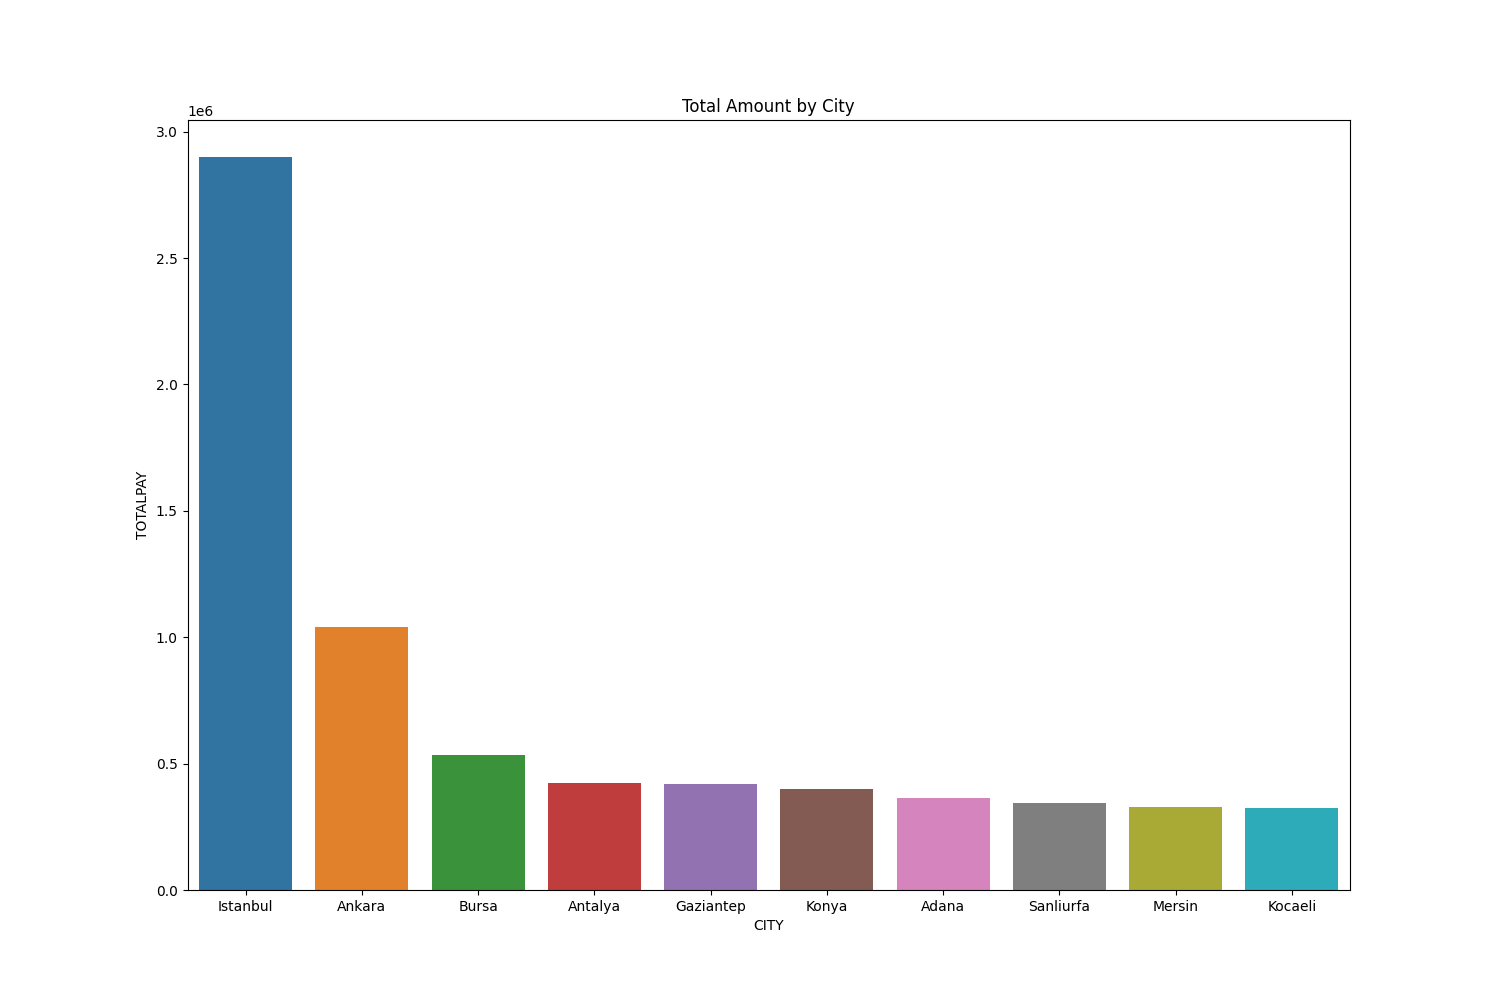 Total Amount by City
1e6
3.0
2.5
2.0
1.5
1.0
0.5
0.0
TOTALPAY
Istanbul Ankara Bursa Antalya Gaziantep Konya Adana Sanliurfa Mersin Kocaeli
CITY